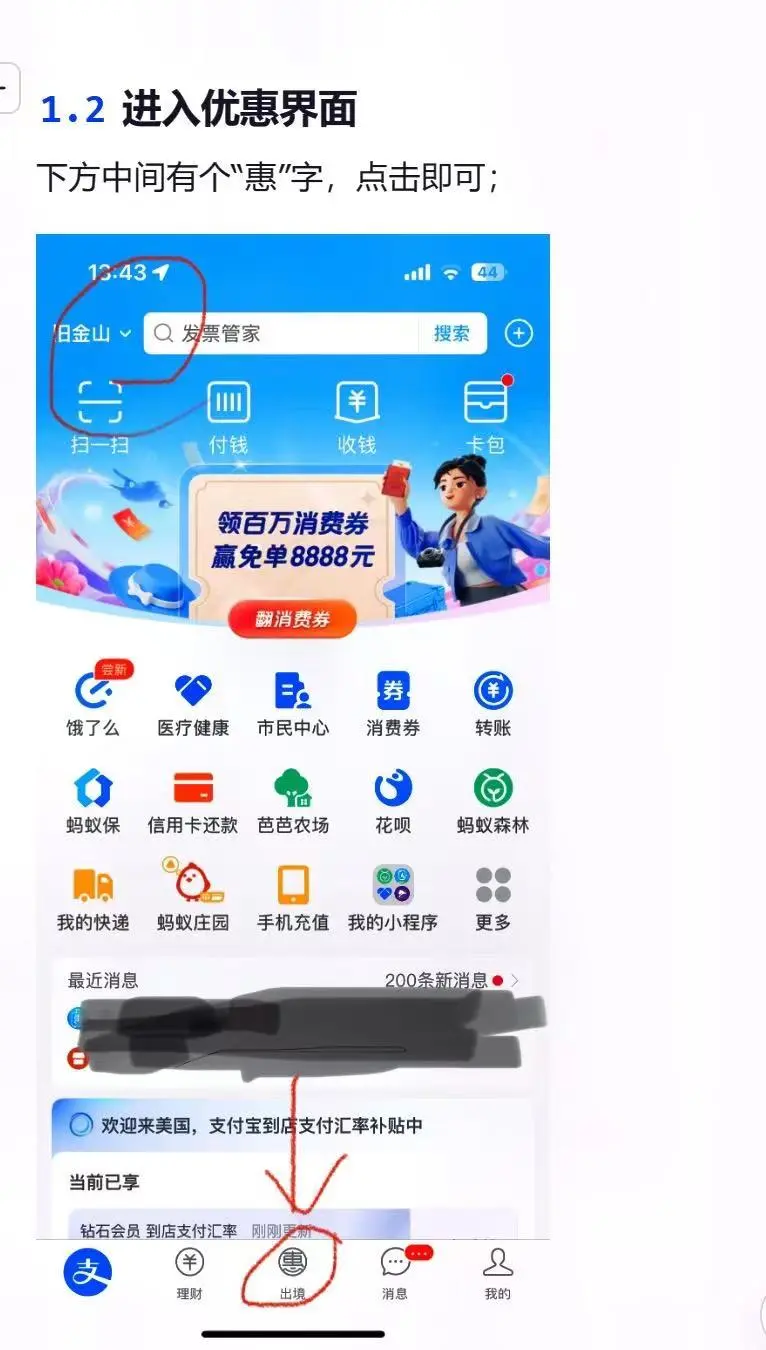 1.2 进入优惠界面
下方中间有个“惠”字，点击即可；
13:43
44
旧金山
发票管家
搜索
扫一扫
付钱
收钱
卡包
领百万消费券
赢免单8888元
翻消费券
尝新
饿了么
医疗健康
市民中心
券
消费券
转账
蚂蚁保
信用卡还款
芭芭农场
花呗
蚂蚁森林
我的快递
蚂蚁庄园
手机充值
我的小程序
更多
最近消息
200条新消息
欢迎来美国，支付宝到店支付汇率补贴中
当前已享
钻石会员 到店支付汇率 刚刚更新
支
理财
惠
出境
消息
我的